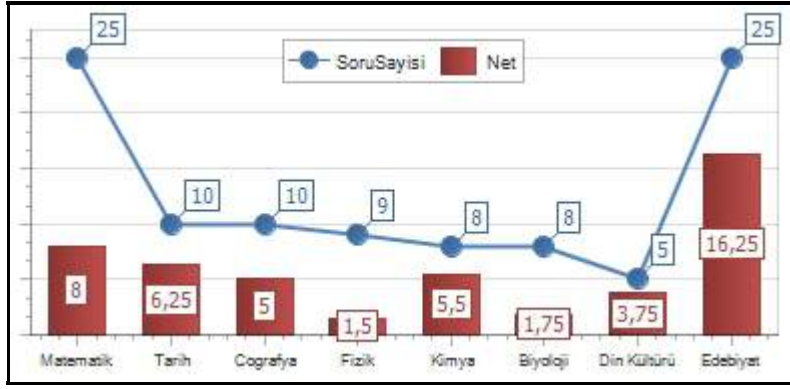 25
25
SoruSayisi
Net
10
10
9
8
8
5
8
6,25
5
1,5
5,5
1,75
3,75
16,25
Matematik
Tarih
Cografya
Fizik
Kimya
Biyoloji
Din Kültürü
Edebiyat